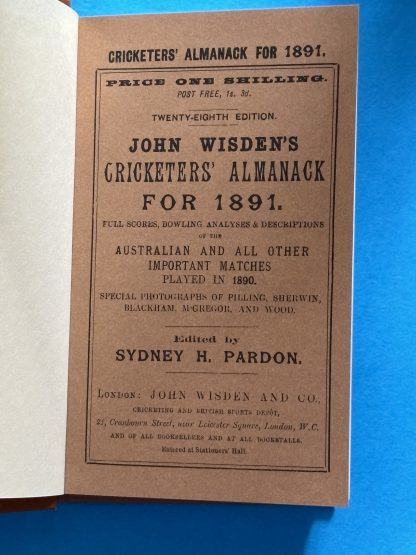 CRICKETERS' ALMANACK FOR 1891.
PRICE ONE SHILLING.
POST FREE, 1s. 3d.
TWENTY-EIGHTH EDITION.
JOHN WISDEN'S
CRICKETERS' ALMANACK
FOR 1891.
FULL SCORES, BOWLING ANALYSES & DESCRIPTIONS
OF THE
AUSTRALIAN AND ALL OTHER
IMPORTANT MATCHES
PLAYED IN 1890.
SPECIAL PHOTOGRAPHS OF PILLING, SHERWIN,
BLACKHAM, M'GREGOR, AND WOOD.
Edited by
SYDNEY H. PARDON.
LONDON: JOHN WISDEN AND CO.,
CRICKETING AND BRITISH SPORTS DEPÔT,
21, Cranbourn Street, near Leicester Square, London, W.C.
AND OF ALL BOOKSELLERS AND AT ALL BOOKSTALLS.
Entered at Stationers' Hall.